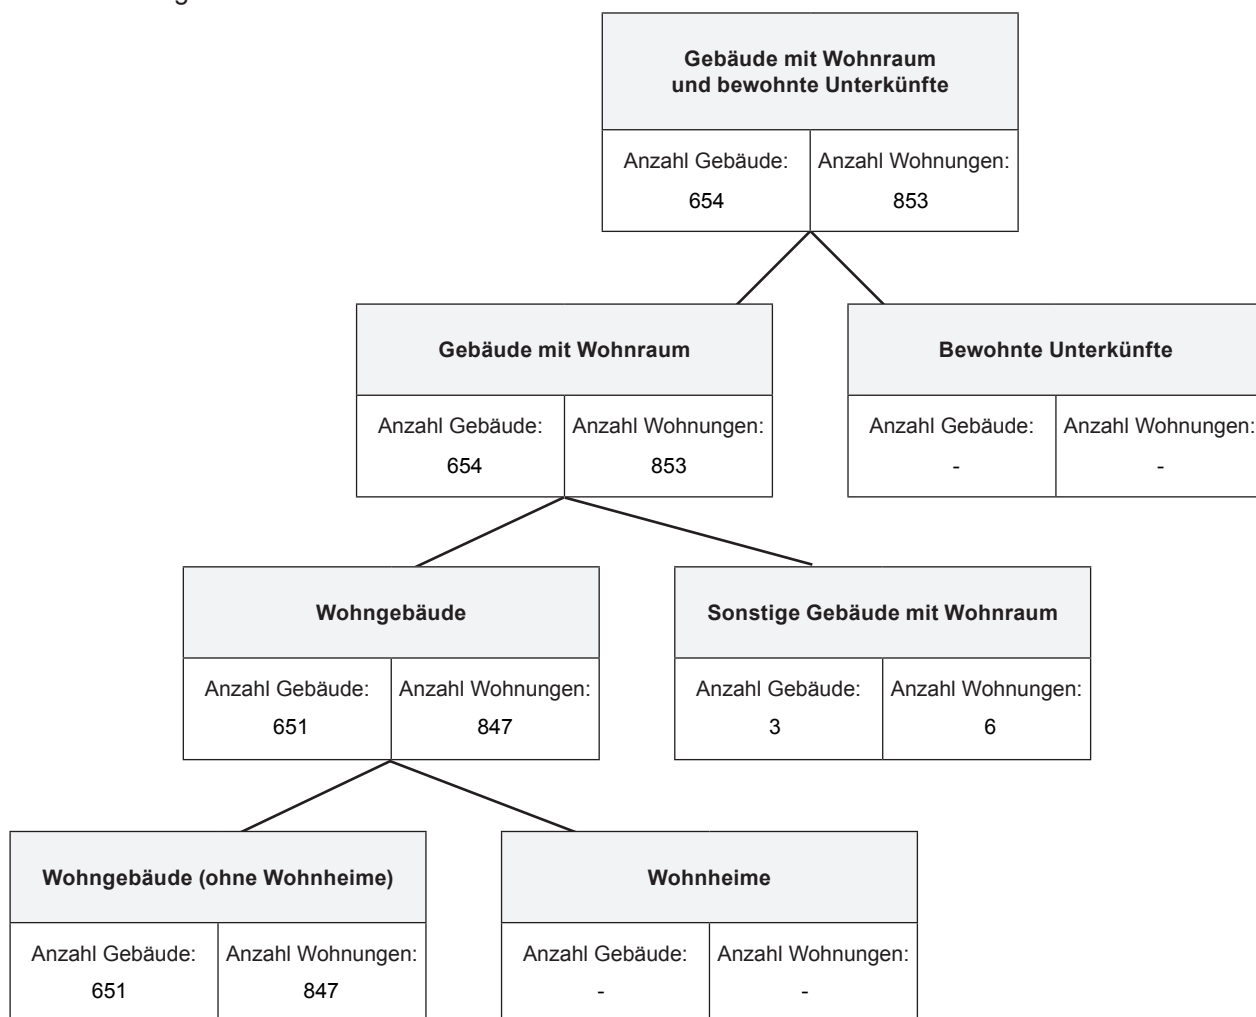 Gebäude mit Wohnraum
und bewohnte Unterkünfte
Anzahl Gebäude: Anzahl Wohnungen:
654 853
Gebäude mit Wohnraum
Anzahl Gebäude: Anzahl Wohnungen:
654 853
Bewohnte Unterkünfte
Anzahl Gebäude: Anzahl Wohnungen:
- -
Wohngebäude
Anzahl Gebäude: Anzahl Wohnungen:
651 847
Sonstige Gebäude mit Wohnraum
Anzahl Gebäude: Anzahl Wohnungen:
3 6
Wohngebäude (ohne Wohnheime)
Anzahl Gebäude: Anzahl Wohnungen:
651 847
Wohnheime
Anzahl Gebäude: Anzahl Wohnungen:
- -